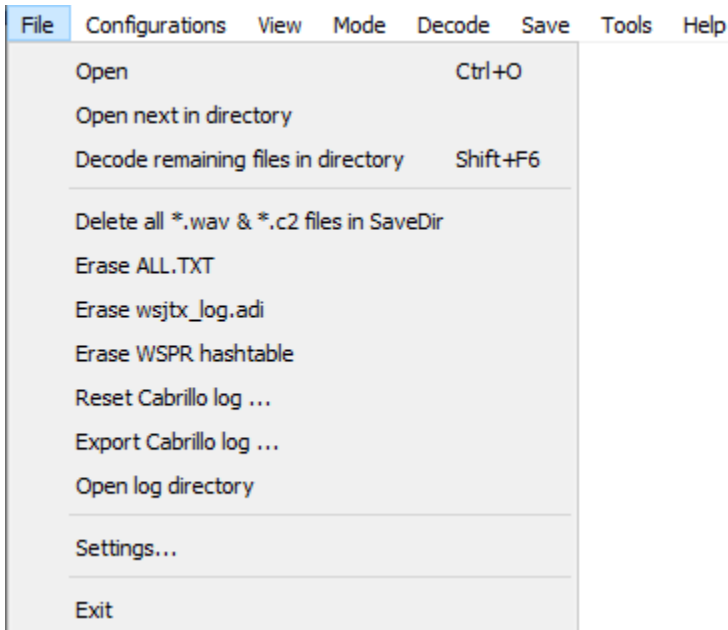 File Configurations View Mode Decode Save Tools Help
Open Ctrl+O
Open next in directory
Decode remaining files in directory Shift+F6
Delete all *.wav & *.c2 files in SaveDir
Erase ALL.TXT
Erase wsjtx_log.adi
Erase WSPR hashtable
Reset Cabrillo log ...
Export Cabrillo log ...
Open log directory
Settings...
Exit